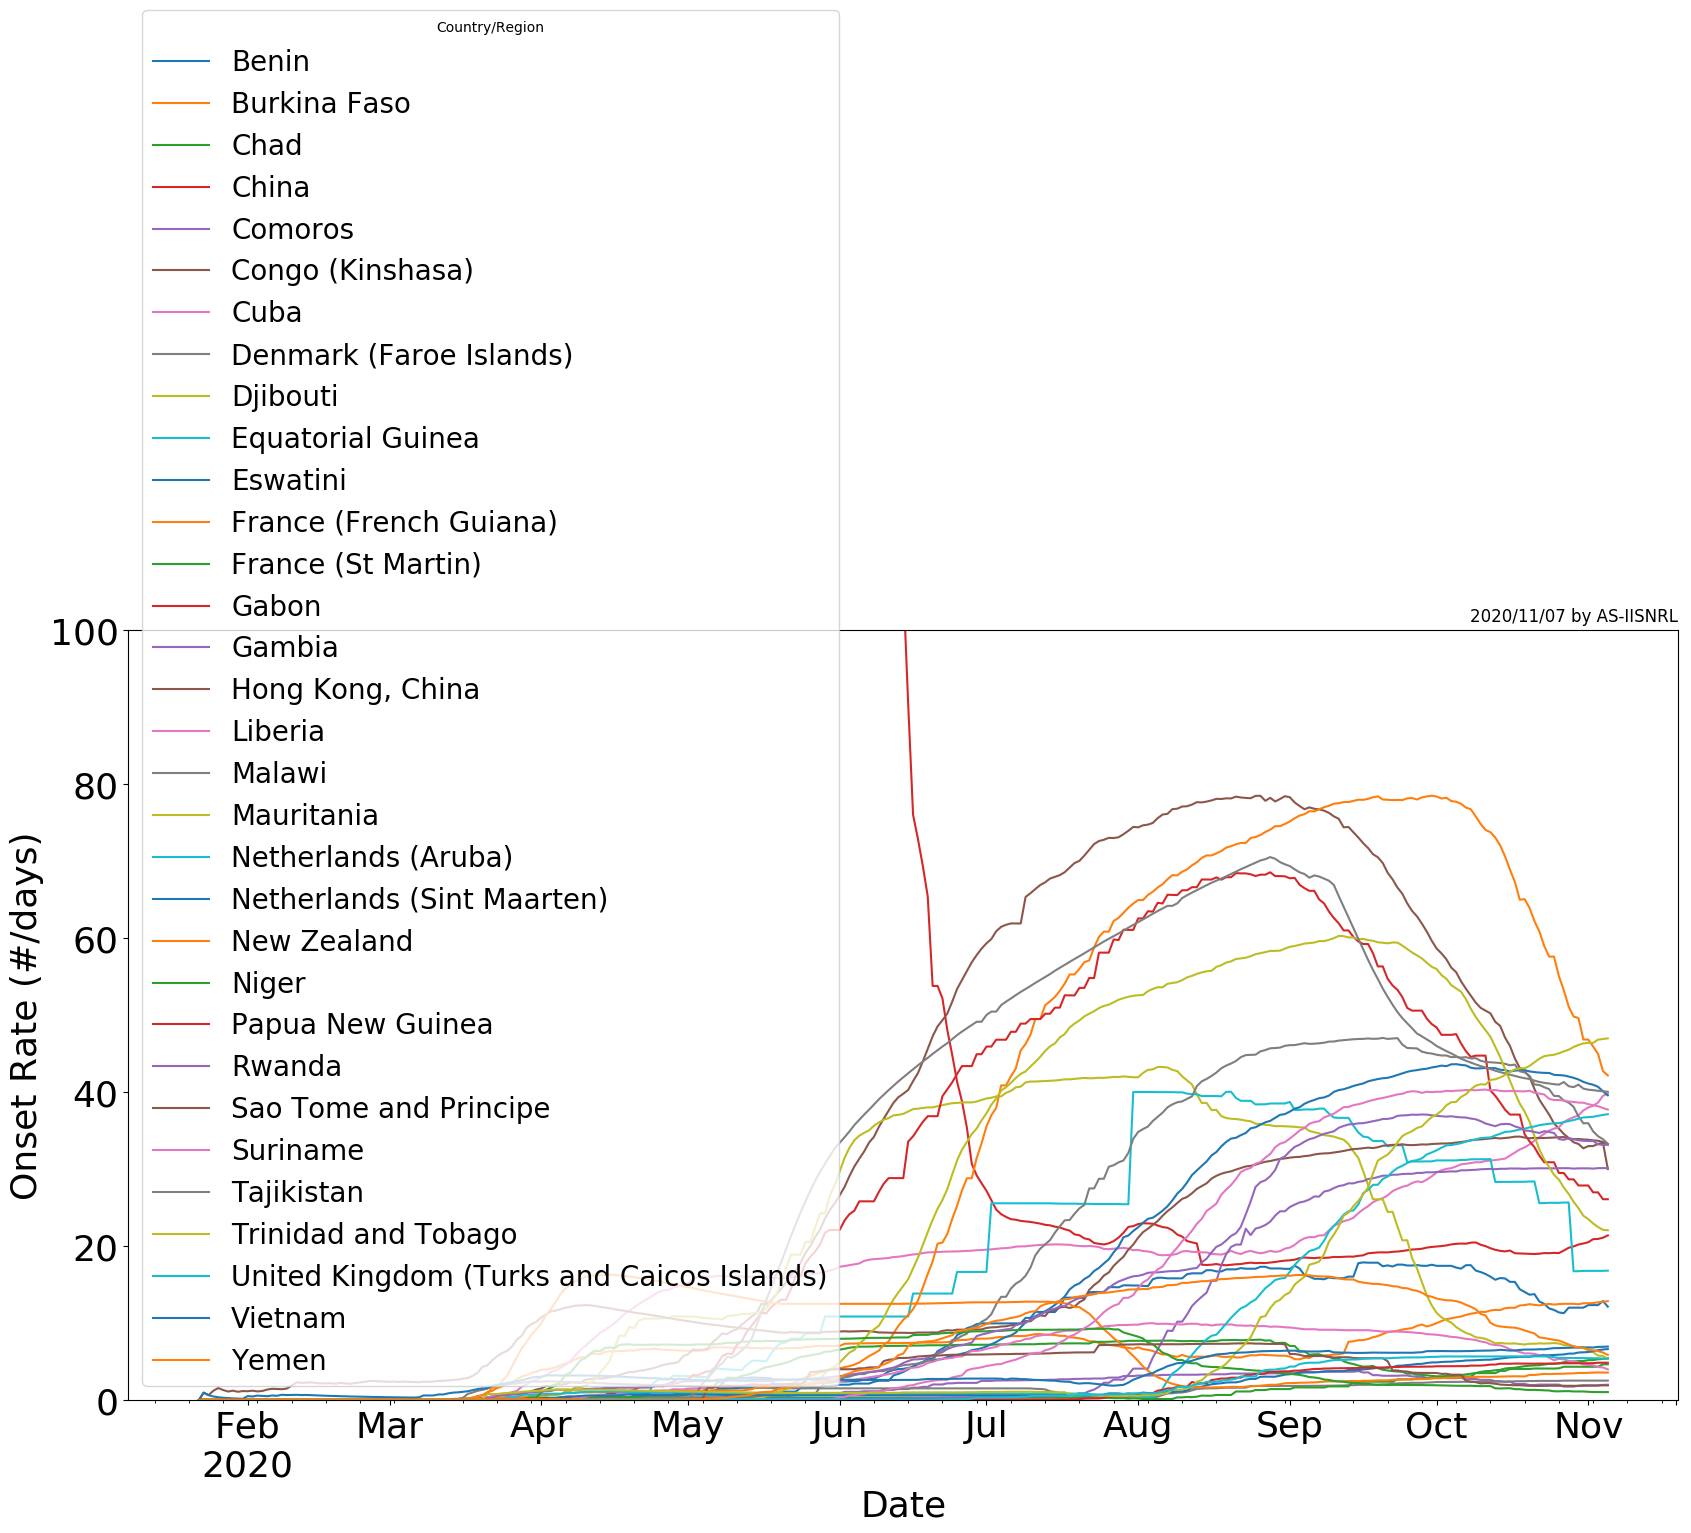 Country/Region
Benin
Burkina Faso
Chad
China
Comoros
Congo (Kinshasa)
Cuba
Denmark (Faroe Islands)
Djibouti
Equatorial Guinea
Eswatini
France (French Guiana)
France (St Martin)
Gabon
Gambia
Hong Kong, China
Liberia
Malawi
Mauritania
Netherlands (Aruba)
Netherlands (Sint Maarten)
New Zealand
Niger
Papua New Guinea
Rwanda
Sao Tome and Principe
Suriname
Tajikistan
Trinidad and Tobago
United Kingdom (Turks and Caicos Islands)
Vietnam
Yemen
2020/11/07 by AS-IISNRL
100
80
60
40
20
0
Onset Rate (#/days)
Feb Mar Apr May Jun Jul Aug Sep Oct Nov
2020
Date